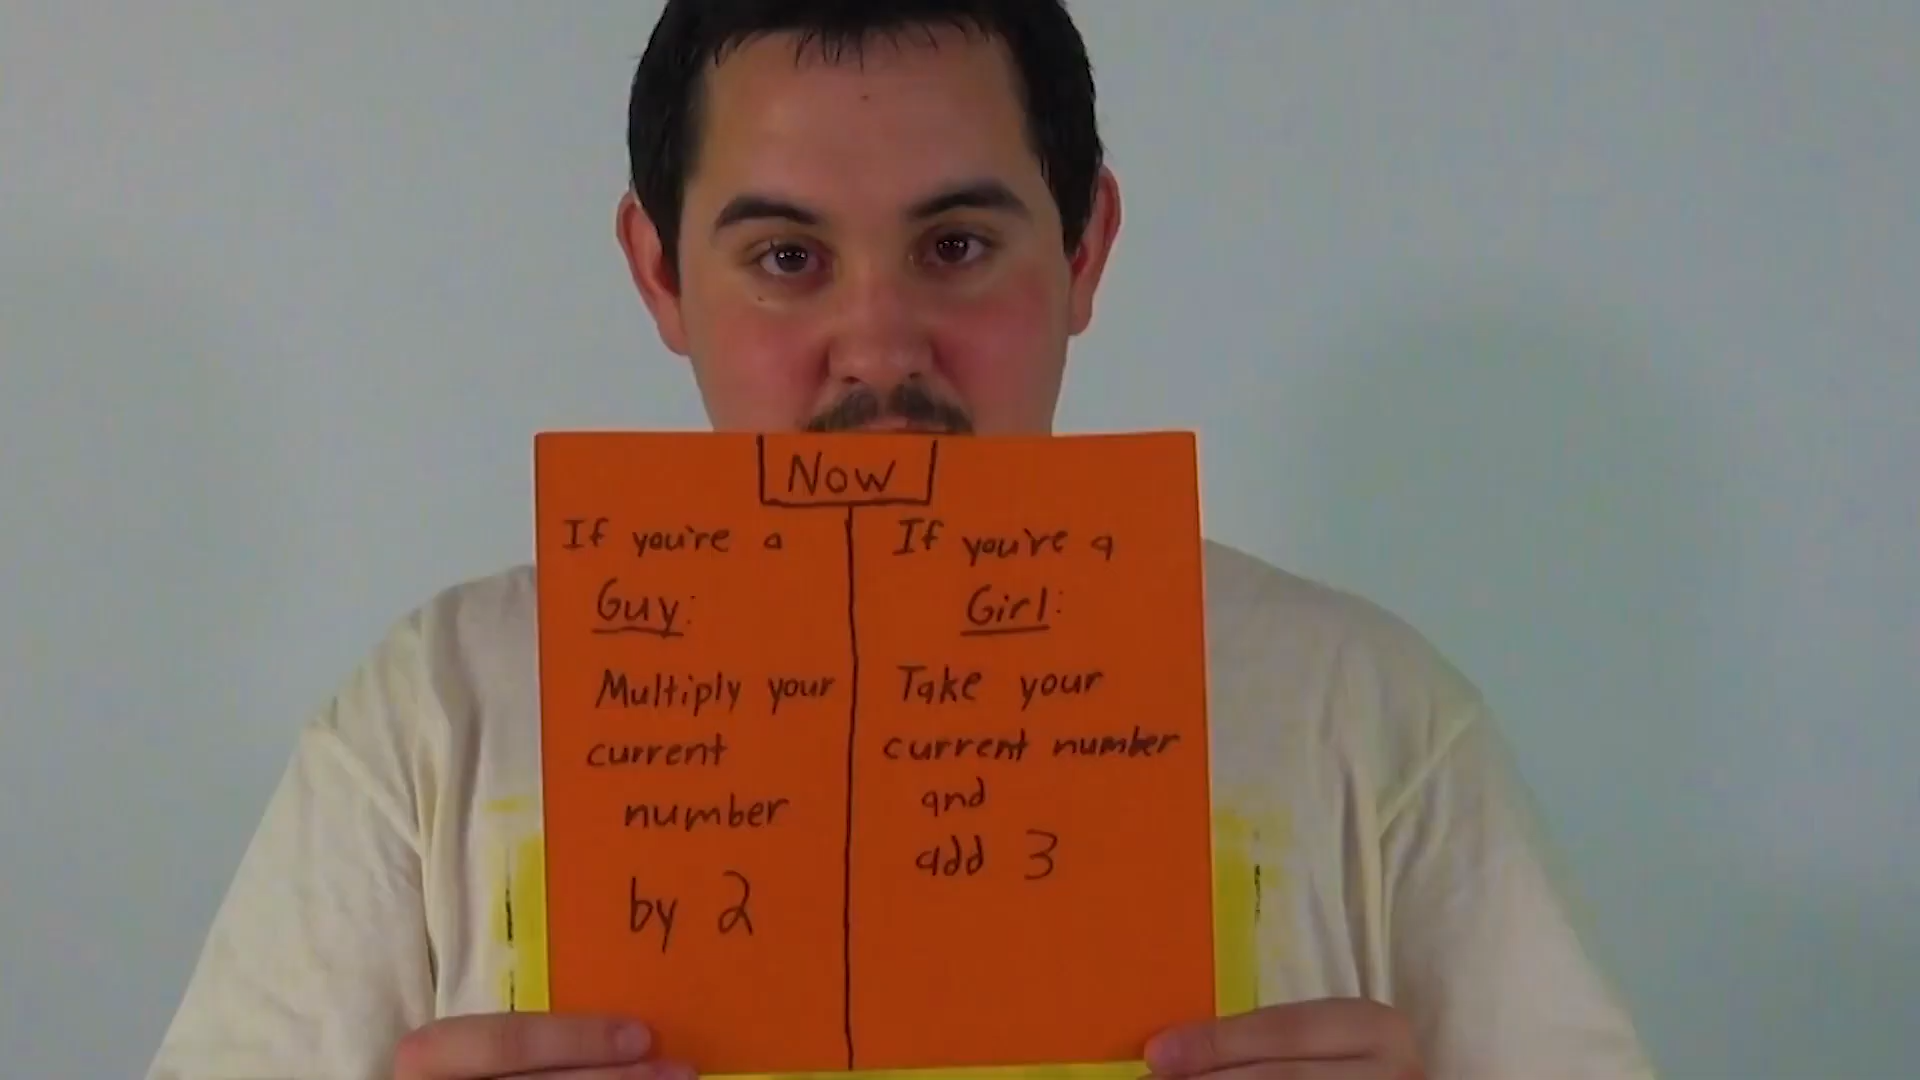 Now
If you're a
Guy:
Multiply your
current
number
by 2
If you're a
Girl:
Take your
current number
and
add 3